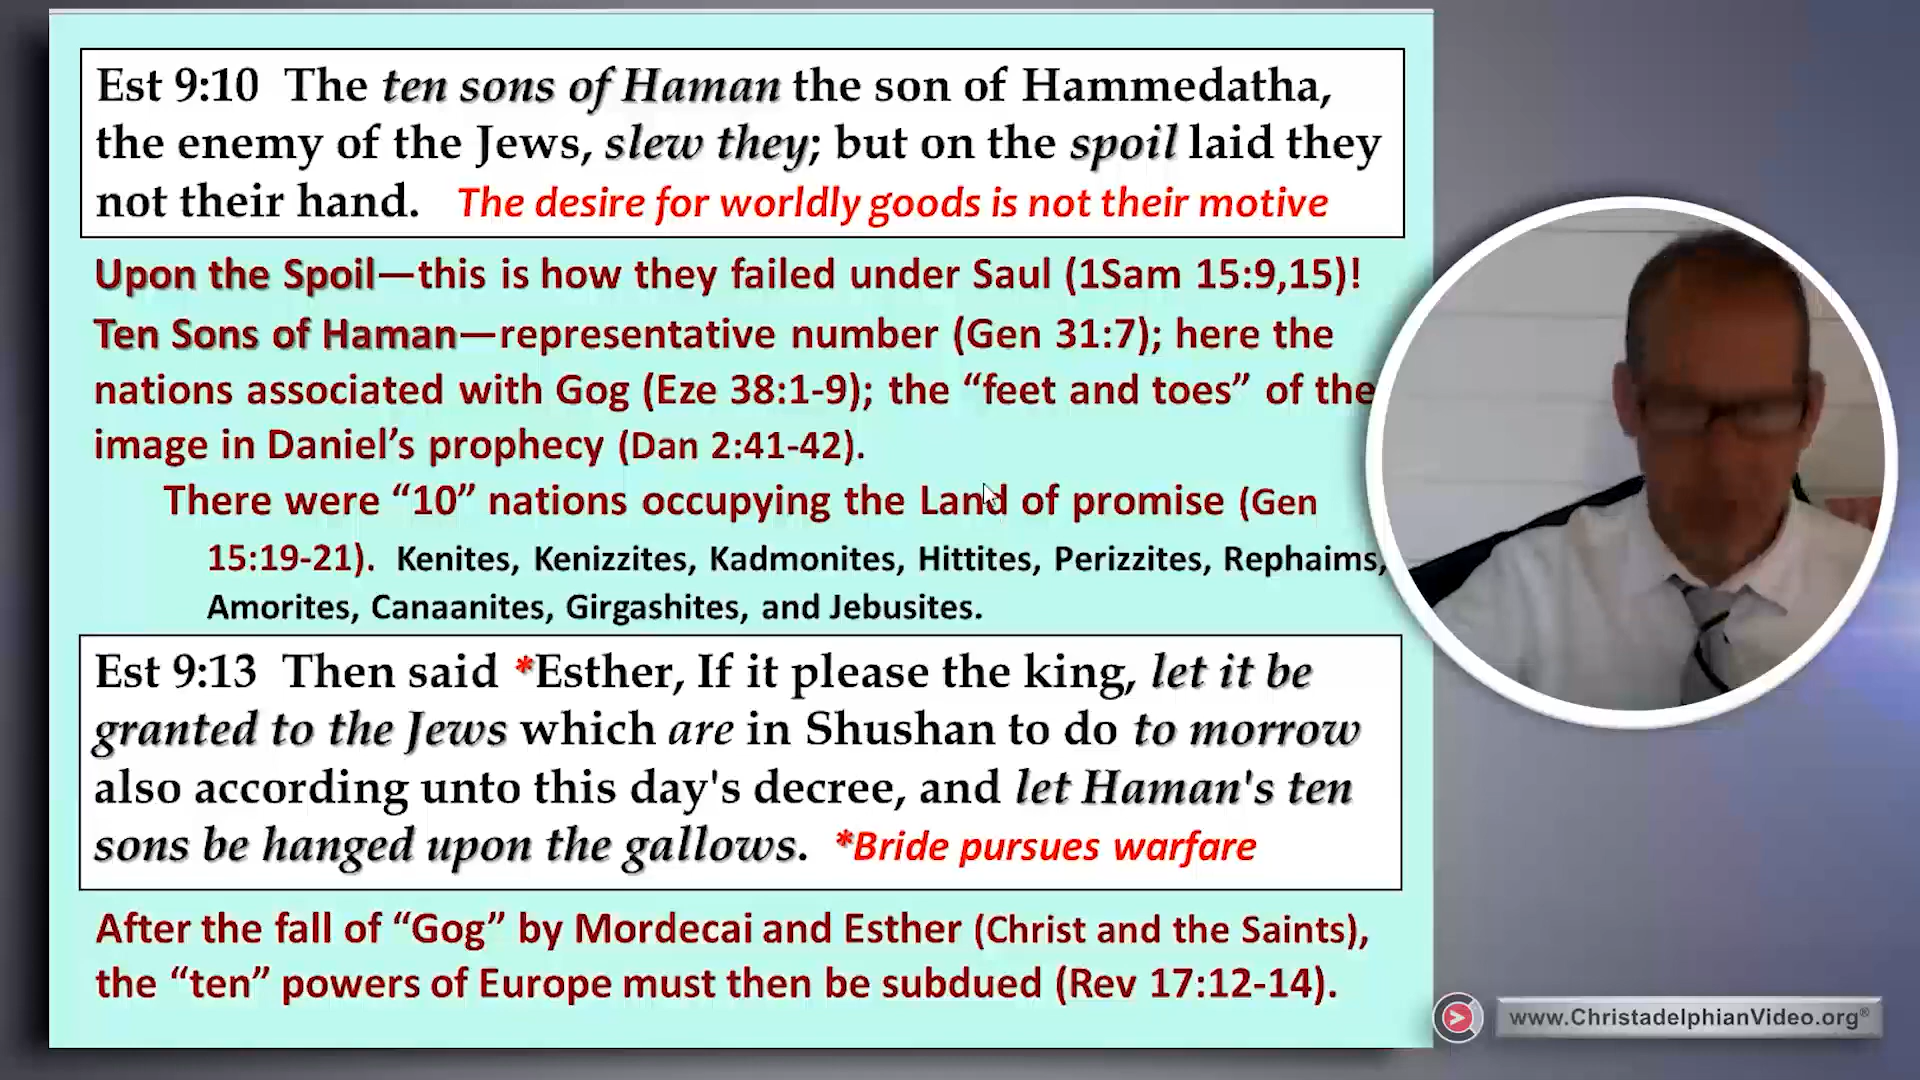 Est 9:10  The ten sons of Haman the son of Hammedatha,
the enemy of the Jews, slew they; but on the spoil laid they
not their hand.   The desire for worldly goods is not their motive
Upon the Spoil—this is how they failed under Saul (1Sam 15:9,15)!
Ten Sons of Haman—representative number (Gen 31:7); here the
nations associated with Gog (Eze 38:1-9); the “feet and toes” of the
image in Daniel’s prophecy (Dan 2:41-42).
There were “10” nations occupying the Land of promise (Gen
15:19-21).  Kenites, Kenizzites, Kadmonites, Hittites, Perizzites, Rephaims,
Amorites, Canaanites, Girgashites, and Jebusites.
Est 9:13  Then said *Esther, If it please the king, let it be
granted to the Jews which are in Shushan to do to morrow
also according unto this day's decree, and let Haman's ten
sons be hanged upon the gallows.  *Bride pursues warfare
After the fall of “Gog” by Mordecai and Esther (Christ and the Saints),
the “ten” powers of Europe must then be subdued (Rev 17:12-14).
www.ChristadelphianVideo.org®